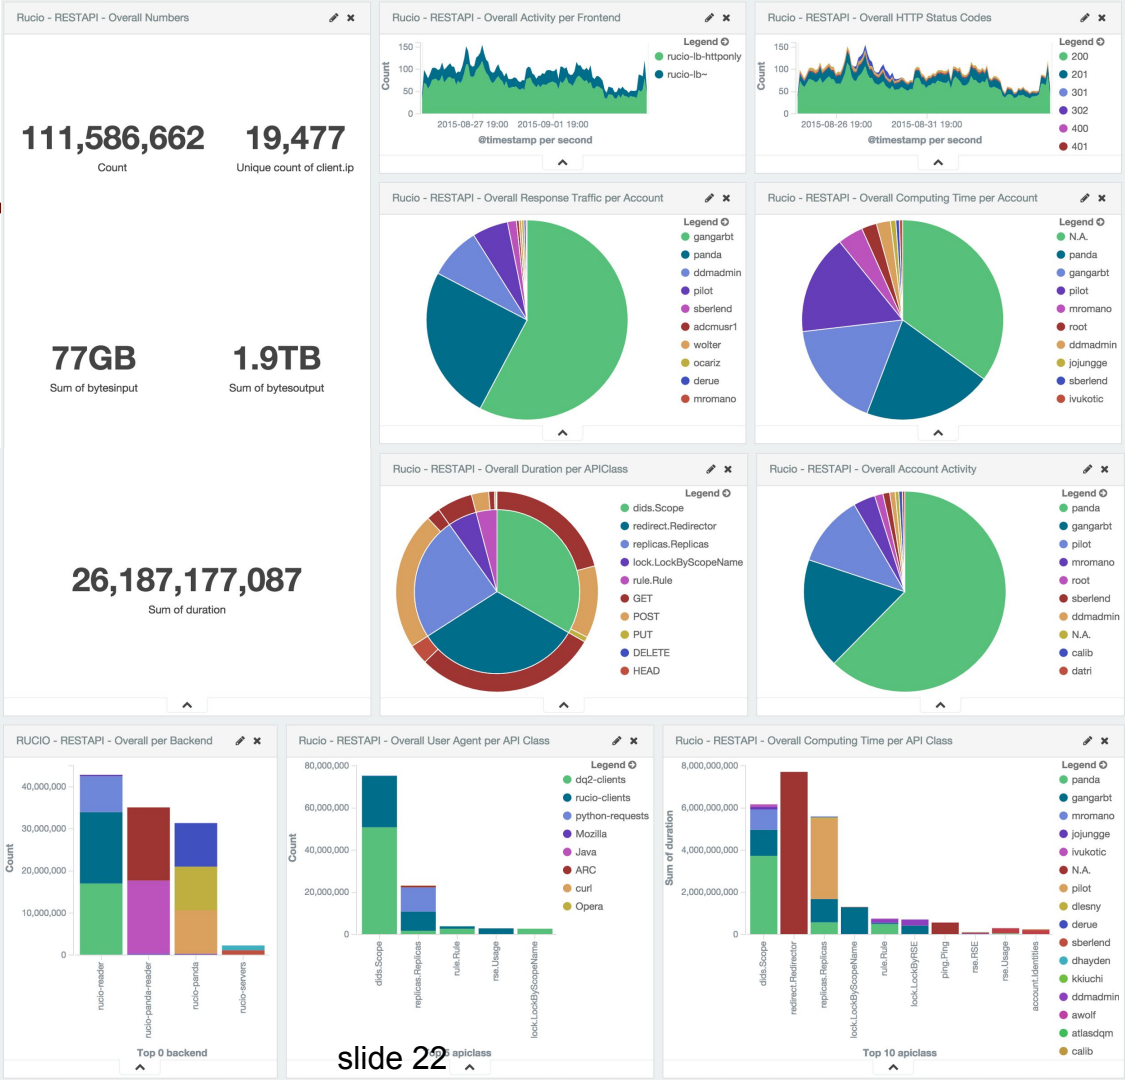 Rucio - RESTAPI - Overall Numbers
111,586,662
Count
19,477
Unique count of client.ip
77GB
Sum of bytesinput
1.9TB
Sum of bytesoutput
26,187,177,087
Sum of duration
Rucio - RESTAPI - Overall Activity per Frontend
Legend
rucio-lb-httponly
rucio-lb~
Count
150
100
50
0
2015-08-27 19:00
2015-09-01 19:00
@timestamp per second
Rucio - RESTAPI - Overall HTTP Status Codes
Legend
200
201
301
302
400
401
Count
150
100
50
0
2015-08-26 19:00
2015-08-31 19:00
@timestamp per second
Rucio - RESTAPI - Overall Response Traffic per Account
Legend
gangarbt
panda
ddmadmin
pilot
sberlend
adcmusr1
wolter
ocariz
derue
mromano
Rucio - RESTAPI - Overall Computing Time per Account
Legend
N.A.
panda
gangarbt
pilot
mromano
root
ddmadmin
jojungge
sberlend
ivukotic
Rucio - RESTAPI - Overall Duration per APIClass
Legend
dids.Scope
redirect.Redirector
replicas.Replicas
lock.LockByScopeName
rule.Rule
GET
POST
PUT
DELETE
HEAD
Rucio - RESTAPI - Overall Account Activity
Legend
panda
gangarbt
pilot
mromano
root
sberlend
ddmadmin
N.A.
calib
datri
RUCIO - RESTAPI - Overall per Backend
Count
40,000,000
30,000,000
20,000,000
10,000,000
0
rucio-reader
rucio-panda-reader
rucio-panda
rucio-servers
Top 0 backend
Rucio - RESTAPI - Overall User Agent per API Class
Legend
dq2-clients
rucio-clients
python-requests
Mozilla
Java
ARC
curl
Opera
Count
80,000,000
60,000,000
40,000,000
20,000,000
0
dids.Scope
replicas.Replicas
rule.Rule
rse.Usage
lock.LockByScopeName
Top 5 apiclass
slide 22
Rucio - RESTAPI - Overall Computing Time per API Class
Legend
panda
gangarbt
mromano
jojungge
ivukotic
N.A.
pilot
dlesny
derue
sberlend
dhayden
kkiuchi
ddmadmin
awolf
atlasdqm
calib
Sum of duration
8,000,000,000
6,000,000,000
4,000,000,000
2,000,000,000
0
dids.Scope
redirect.Redirector
replicas.Replicas
lock.LockByScopeName
rule.Rule
lock.LockByRSE
ping.Ping
rse.RSE
rse.Usage
account.Identities
Top 10 apiclass